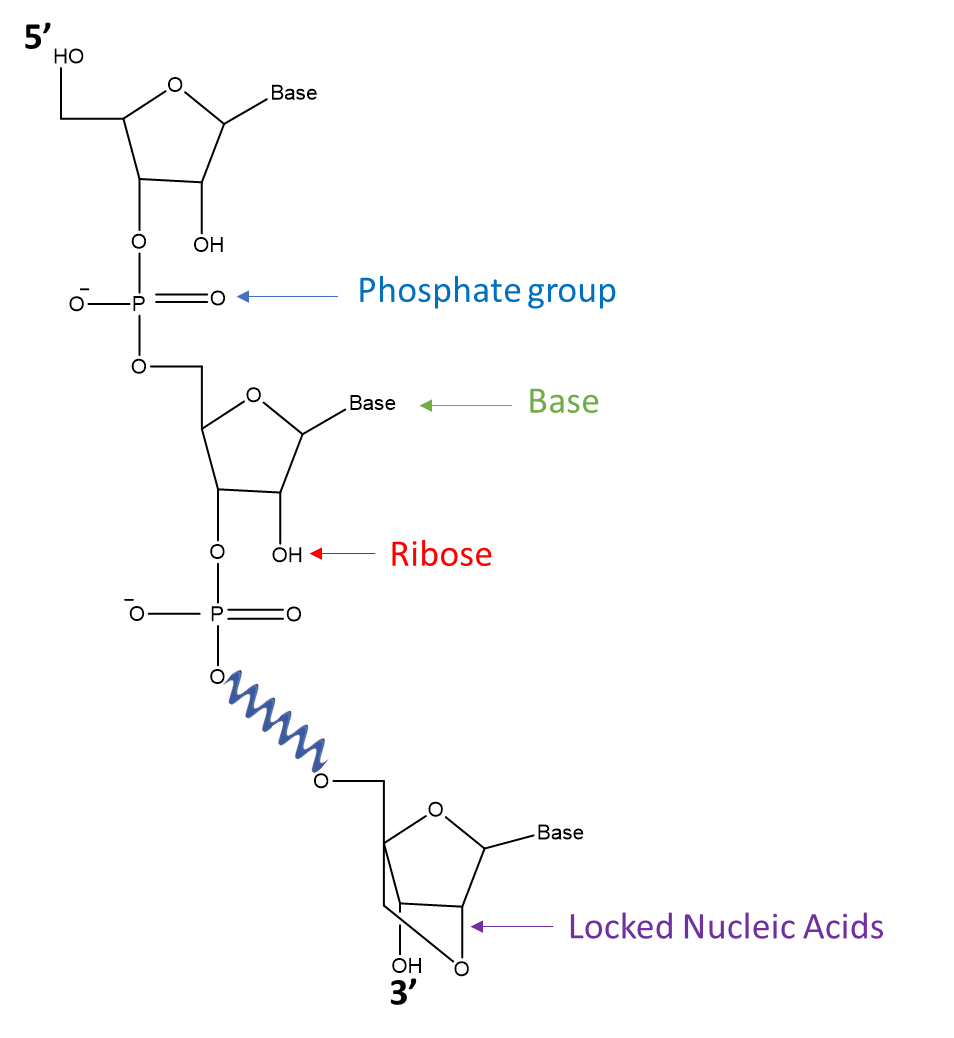 5’
HO
O
Base
O
OH
O-
P
O
Phosphate group
O
O
Base
Base
O
OH
Ribose
-O
P
O
O
O
O
Base
Locked Nucleic Acids
OH
O
3’